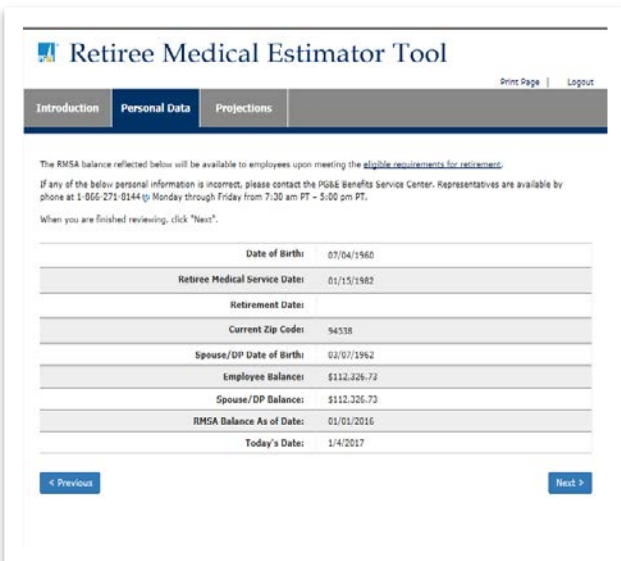 Retiree Medical Estimator Tool
Print Page | Logout
Introduction Personal Data Projections
The RMSA balance reflected below will be available to employees upon meeting the eligible requirements for retirement.
If any of the below personal information is incorrect, please contact the PG&E Benefits Service Center. Representatives are available by
phone at 1-866-271-8144 Monday through Friday from 7:30 am PT – 5:00 pm PT.
When you are finished reviewing, click "Next".
Date of Birth: 07/04/1960
Retiree Medical Service Date: 01/15/1982
Retirement Date:
Current Zip Code: 94538
Spouse/DP Date of Birth: 03/07/1962
Employee Balance: $112,326.73
Spouse/DP Balance: $112,326.73
RMSA Balance As of Date: 01/01/2016
Today's Date: 1/4/2017
< Previous Next >